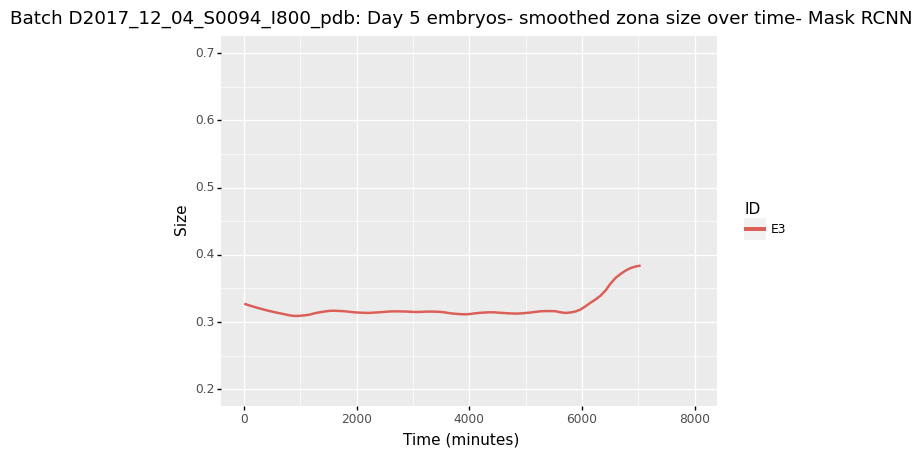 Batch D2017_12_04_S0094_I800_pdb: Day 5 embryos- smoothed zona size over time- Mask RCNN
0.7
0.6
0.5
0.4
0.3
0.2
Size
0 2000 4000 6000 8000
Time (minutes)
ID
E3